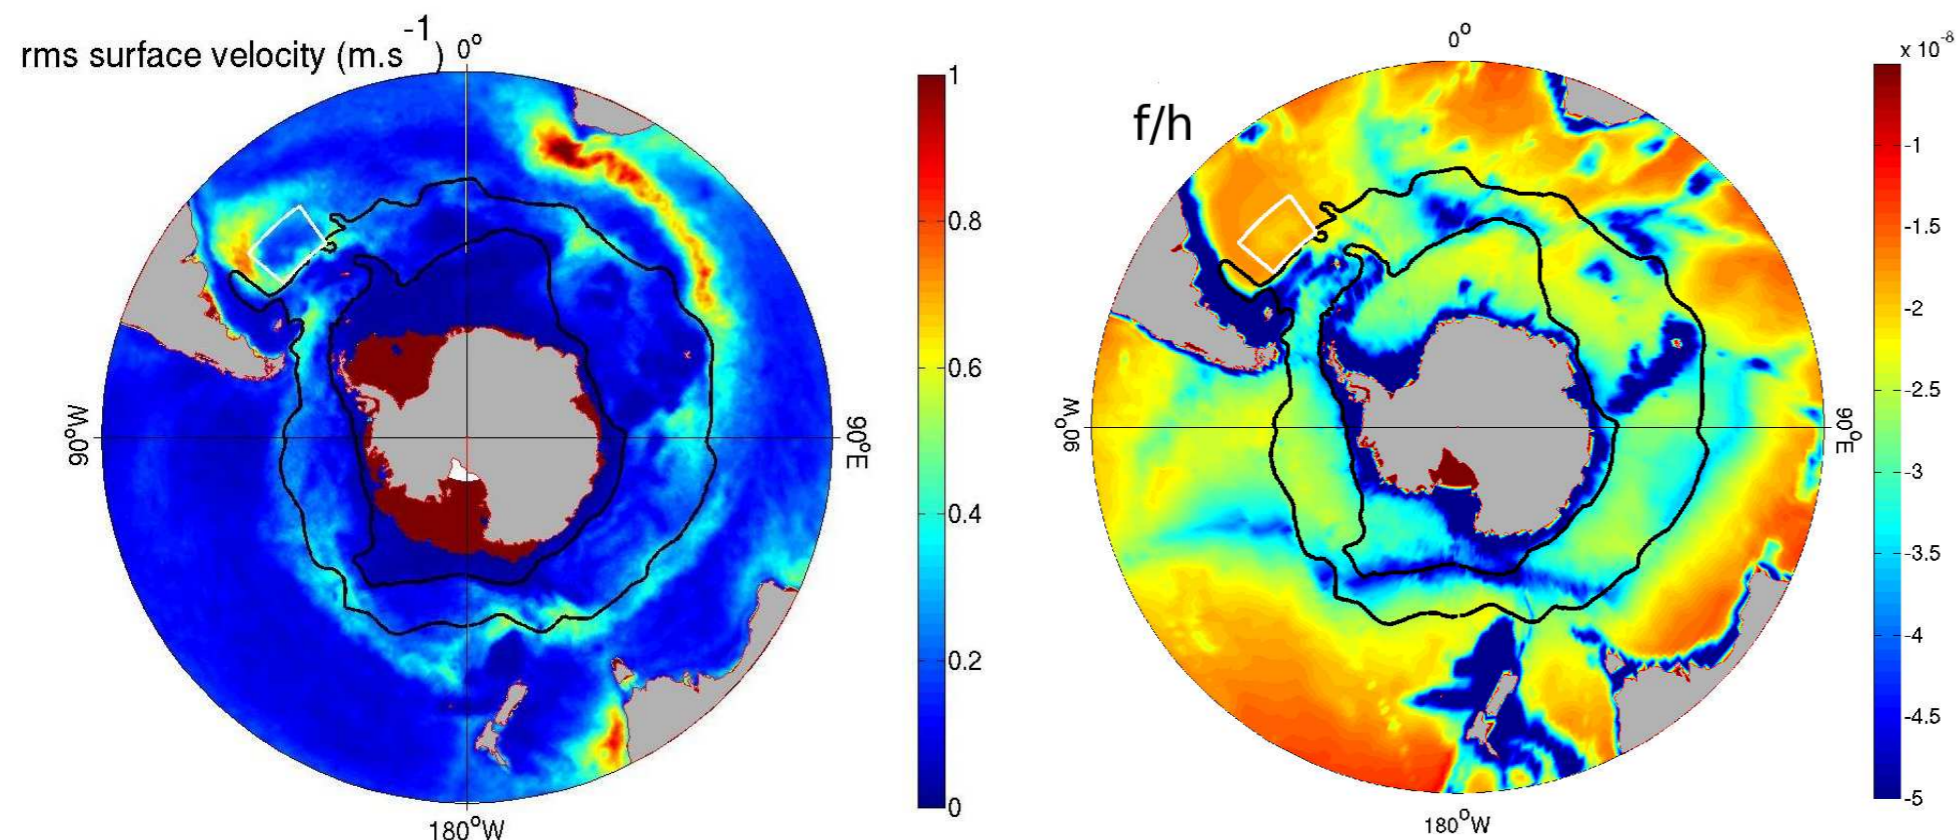 rms surface velocity (m.s⁻¹)
0°
90°W
90°E
180°W
1
0.8
0.6
0.4
0.2
0
f/h
0°
90°W
90°E
180°W
x 10⁻⁸
-1
-1.5
-2
-2.5
-3
-3.5
-4
-4.5
-5